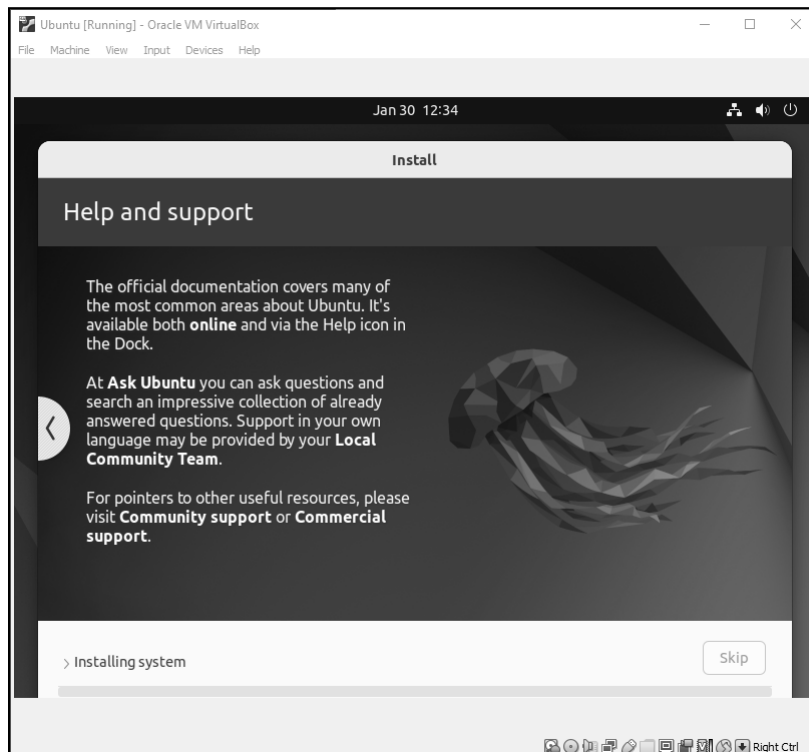 Ubuntu [Running] - Oracle VM VirtualBox
File Machine View Input Devices Help
Jan 30 12:34
Install
Help and support
The official documentation covers many of
the most common areas about Ubuntu. It's
available both online and via the Help icon in
the Dock.
At Ask Ubuntu you can ask questions and
search an impressive collection of already
answered questions. Support in your own
language may be provided by your Local
Community Team.
For pointers to other useful resources, please
visit Community support or Commercial
support.
Installing system
Skip
Right Ctrl